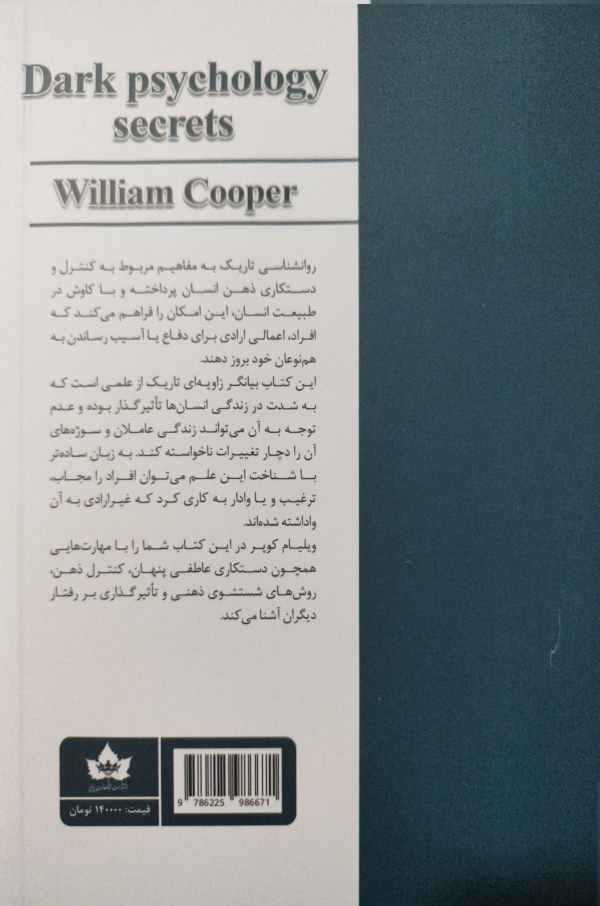 Dark psychology
secrets
William Cooper
روانشناسی تاریک به مفاهیم مربوط به کنترل و
دستکاری ذهن انسان پرداخته و با کاوش در
طبیعت انسان، این امکان را فراهم می‌کند که
افراد، اعمالی ارادی برای دفاع یا آسیب رساندن به
هم‌نوعان خود بروز دهند.
این کتاب بیانگر زاویه‌ای تاریک از علمی است که
به شدت در زندگی انسان‌ها تأثیرگذار بوده و عدم
توجه به آن می‌تواند زندگی عاملان و سوژه‌های
آن را دچار تغییرات ناخواسته کند. به زبان ساده‌تر
با شناخت این علم می‌توان افراد را مجاب،
ترغیب و یا وادار به کاری کرد که غیرارادی به آن
واداشته شده‌اند.
ویلیام کوپر در این کتاب شما را با مهارت‌هایی
همچون دستکاری عاطفی پنهان، کنترل ذهن،
روش‌های شستشوی ذهنی و تأثیرگذاری بر رفتار
دیگران آشنا می‌کند.
9 786225 986671
قیمت: ۱۴۰۰۰۰ تومان